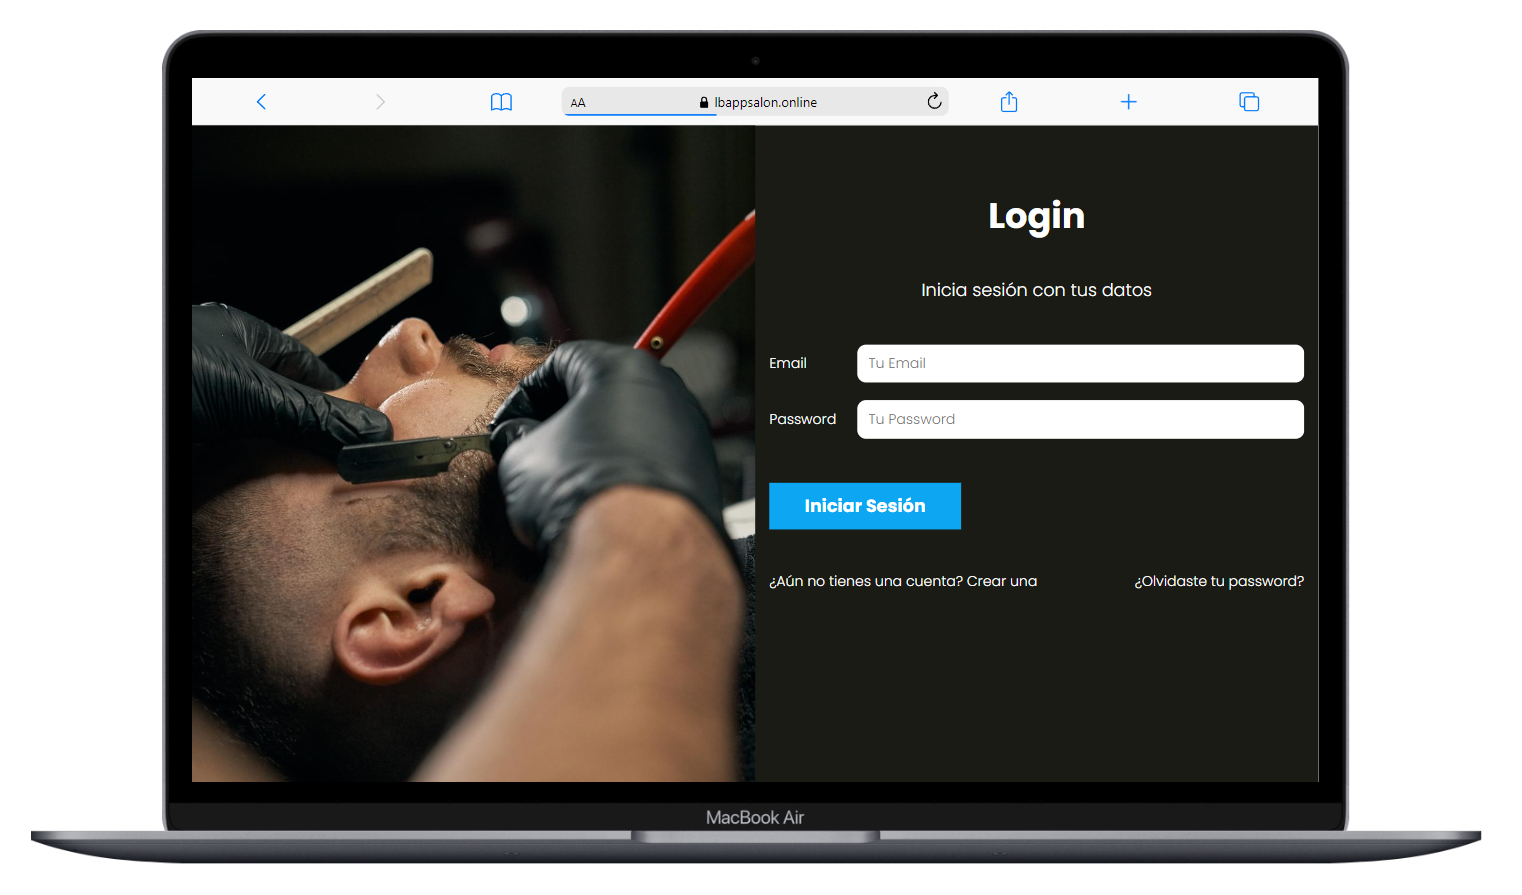 AA lbappsalon.online
Login
Inicia sesión con tus datos
Email Tu Email
Password Tu Password
Iniciar Sesión
¿Aún no tienes una cuenta? Crear una ¿Olvidaste tu password?
MacBook Air